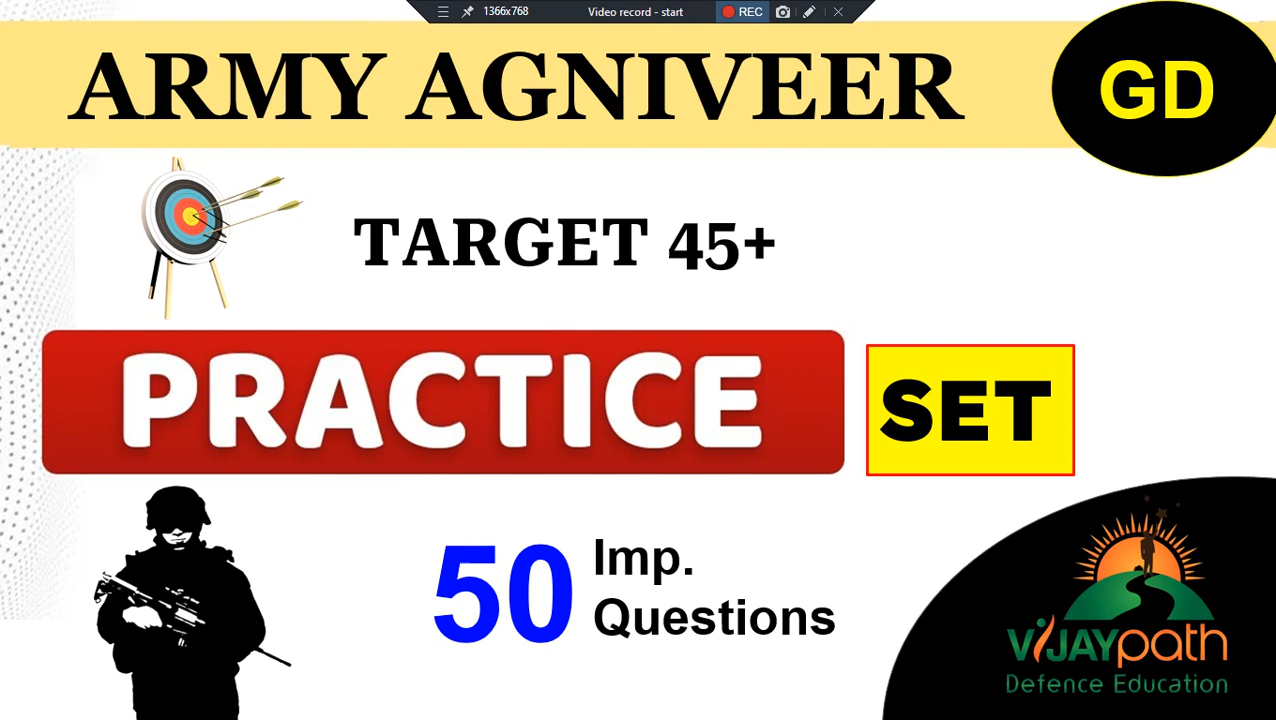 1366x768
Video record - start
REC
ARMY AGNIVEER
GD
TARGET 45+
PRACTICE
SET
50
Imp.
Questions
VIJAYpath
Defence Education